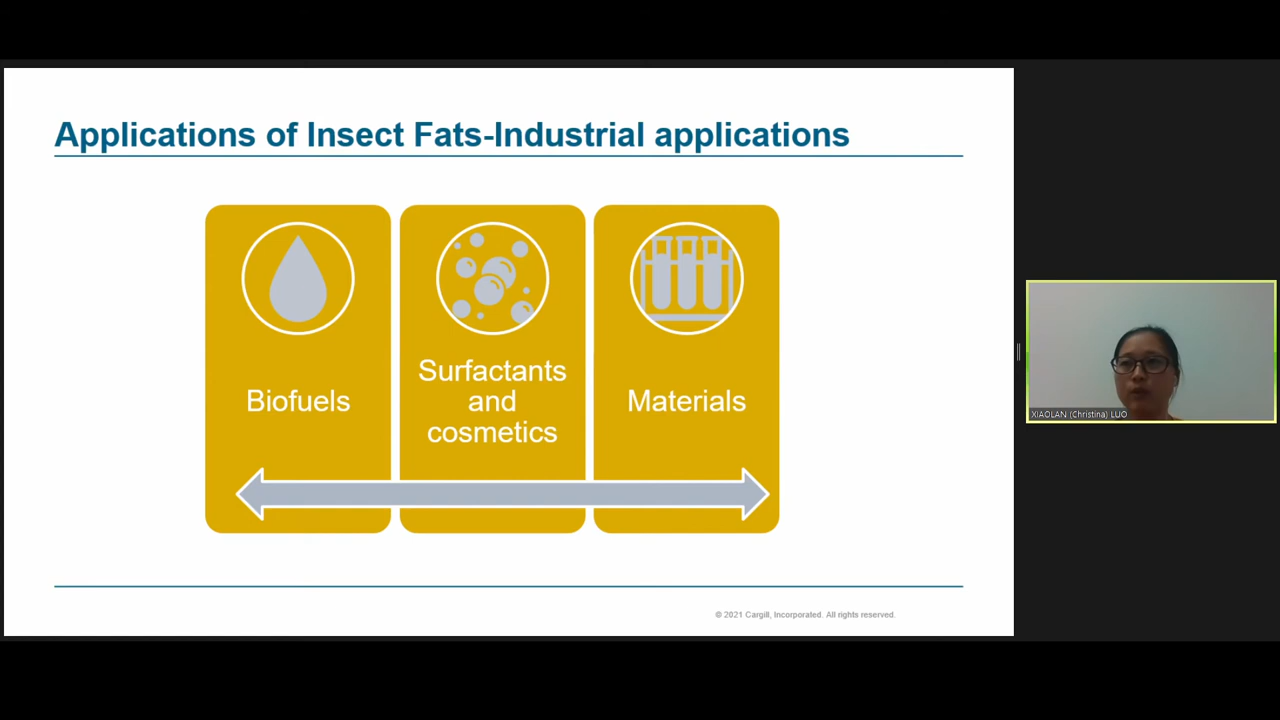 Applications of Insect Fats-Industrial applications
Biofuels
Surfactants
and
cosmetics
Materials
© 2021 Cargill, Incorporated. All rights reserved.
XIAOLAN (Christina) LUO